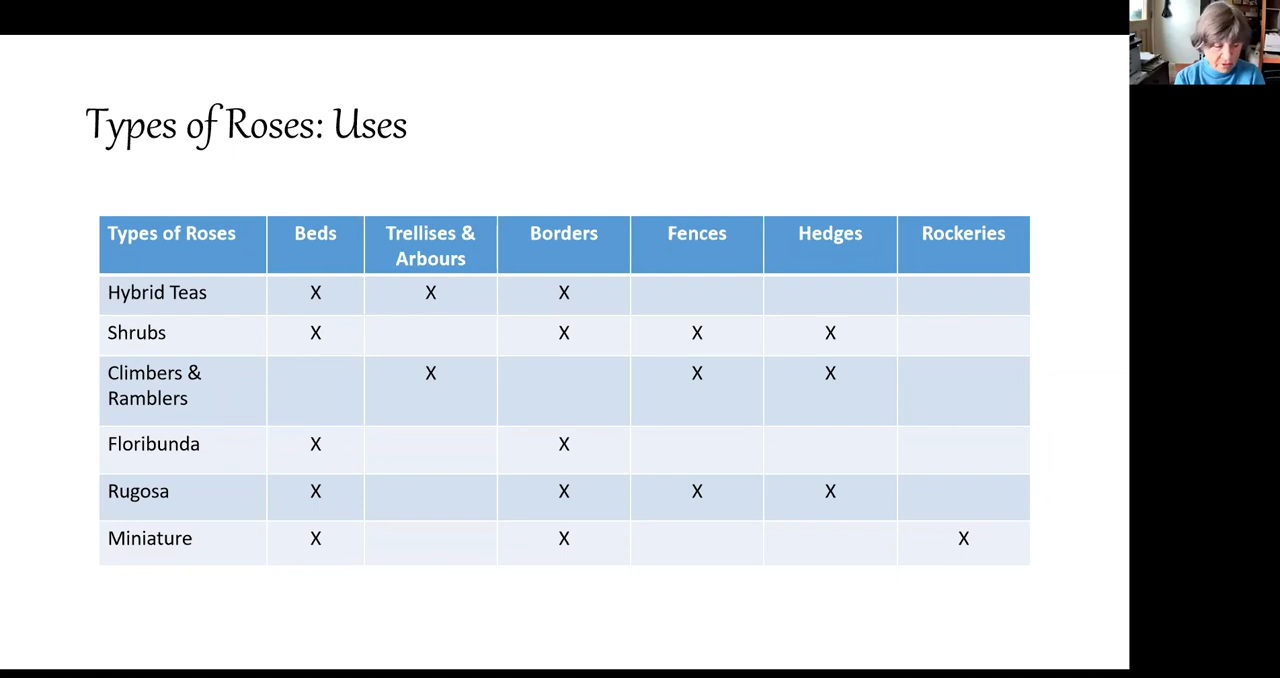 Types of Roses: Uses
Types of Roses Beds Trellises & Borders Fences Hedges Rockeries
Arbours
Hybrid Teas X X X
Shrubs X X X X
Climbers & X X X
Ramblers
Floribunda X X
Rugosa X X X X
Miniature X X X